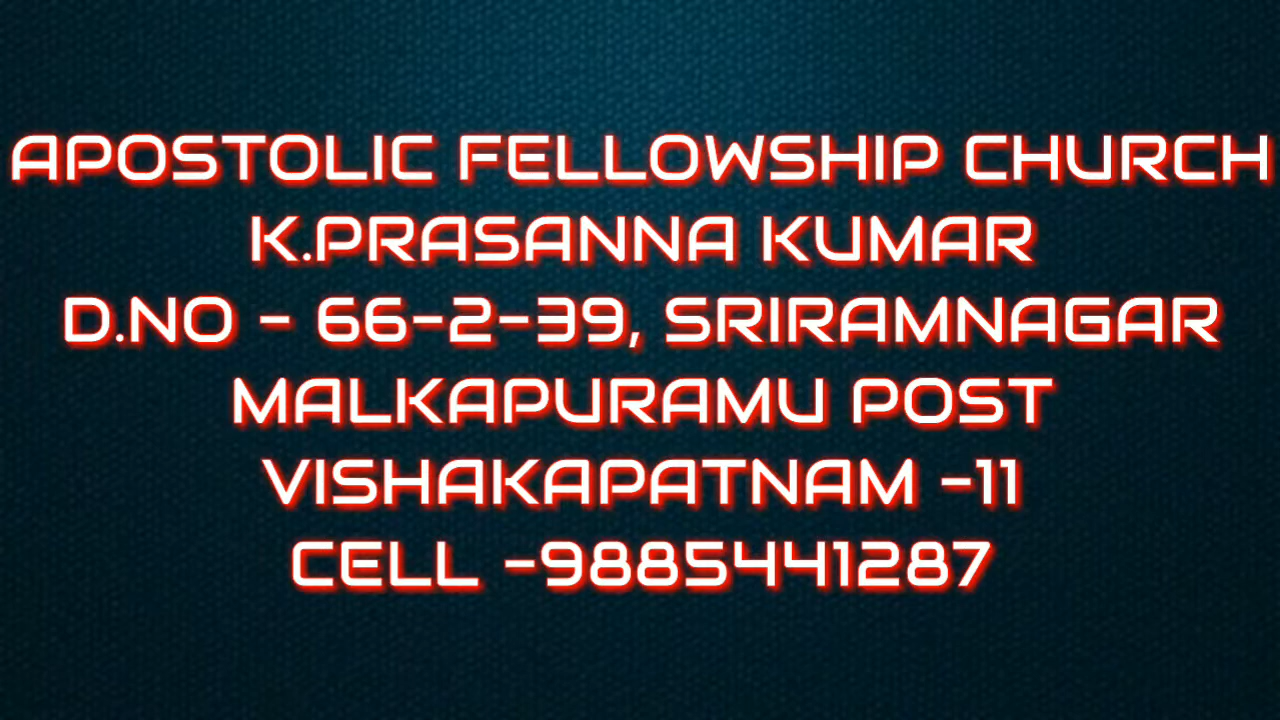 APOSTOLIC FELLOWSHIP CHURCH
K.PRASANNA KUMAR
D.NO - 66-2-39, SRIRAMNAGAR
MALKAPURAMU POST
VISHAKAPATNAM -11
CELL -9885441287